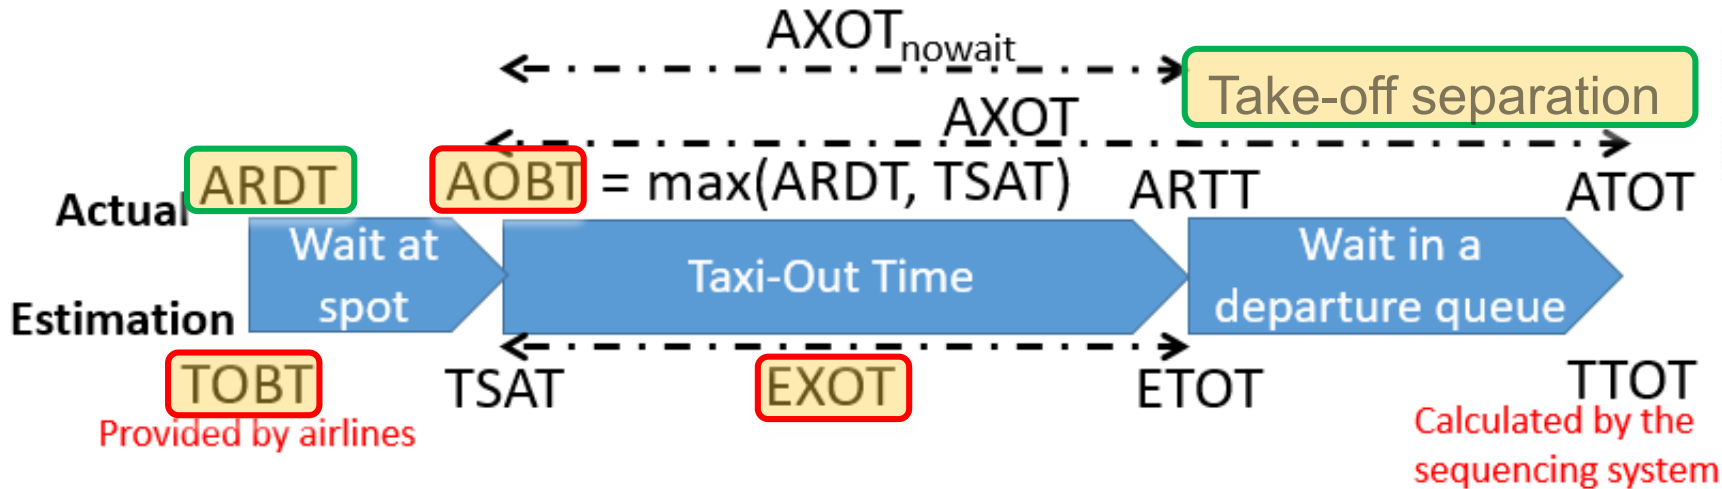 AXOTnowait
Take-off separation
AXOT
Actual
ARDT
AOBT = max(ARDT, TSAT)
ARTT
ATOT
Wait at
spot
Taxi-Out Time
Wait in a
departure queue
Estimation
TOBT
TSAT
EXOT
ETOT
TTOT
Provided by airlines
Calculated by the
sequencing system